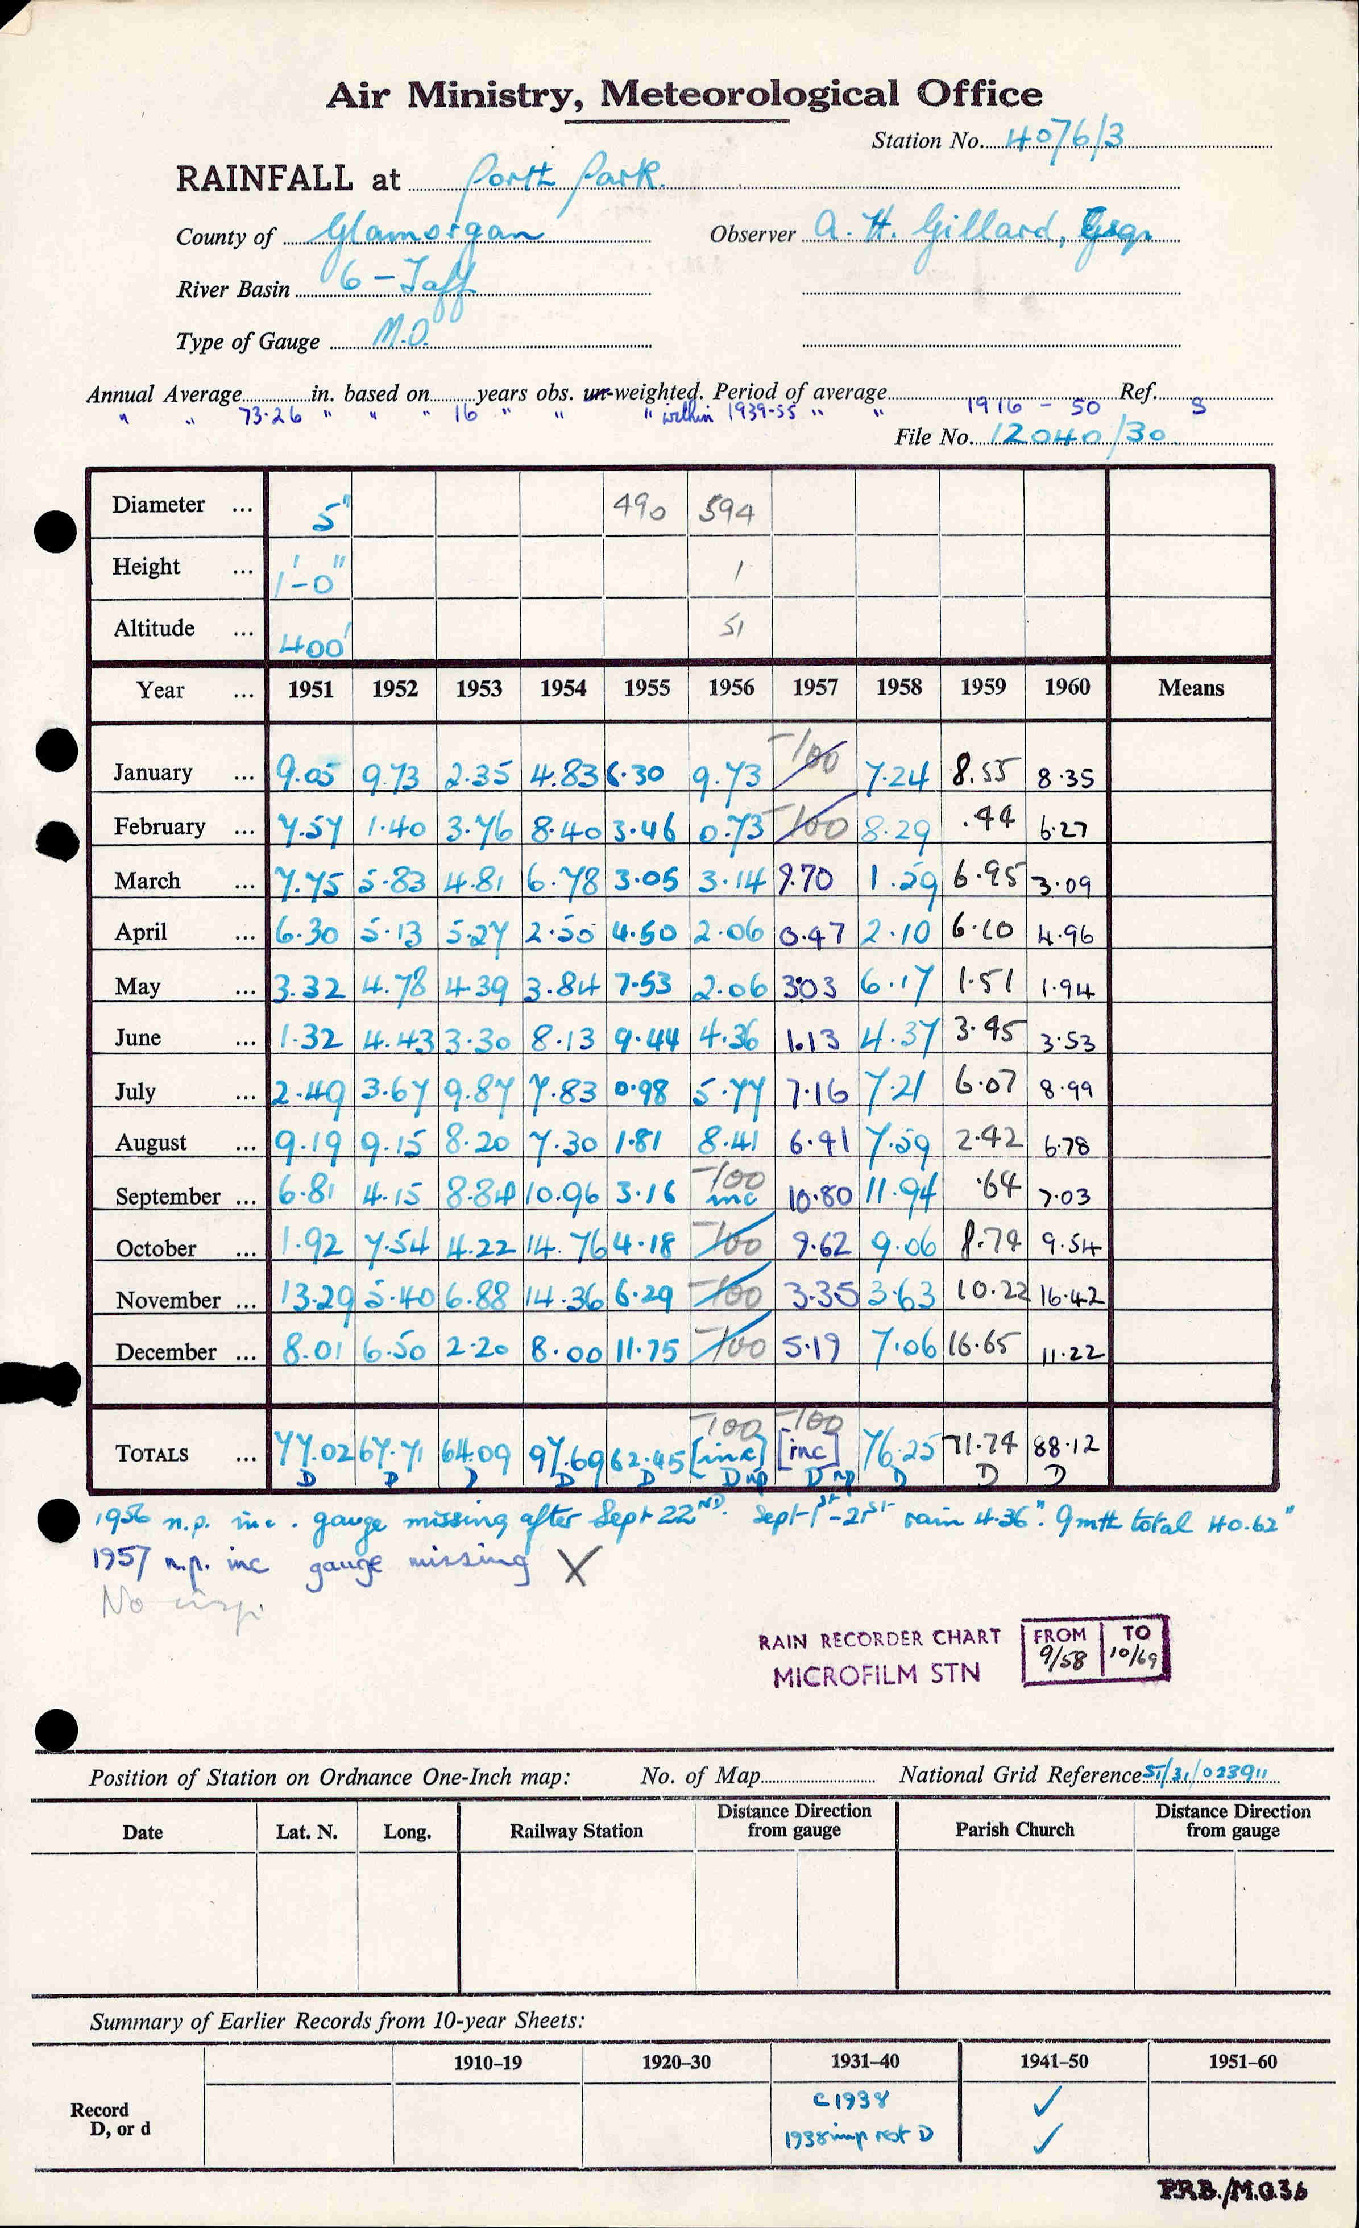 Air Ministry, Meteorological Office
Station No. 4076/3
RAINFALL at Porth Park.
County of Glamorgan Observer A. H. Gillard, Esq.
River Basin 6 - Taff
Type of Gauge M.O.
Annual Average in. based on years obs. un-weighted. Period of average Ref.
" " 73.26 " " " 16 " " " within 1939-55 " " 1916 - 50 S
File No. 12040/30
Diameter ... 5" 490 594
Height ... 1'-0" 1
Altitude ... 400' 51
Year ... 1951 1952 1953 1954 1955 1956 1957 1958 1959 1960 Means
January ... 9.05 9.73 2.35 4.83 6.30 9.73 -100 7.24 8.55 8.35
February ... 7.57 1.40 3.76 8.40 3.46 0.73 -100 8.29 .44 6.27
March ... 7.75 5.83 4.81 6.78 3.05 3.14 9.70 1.59 6.95 3.09
April ... 6.30 5.13 5.27 2.50 4.50 2.06 0.47 2.10 6.10 4.96
May ... 3.32 4.78 4.39 3.84 7.53 2.06 3.03 6.17 1.51 1.94
June ... 1.32 4.43 3.30 8.13 9.44 4.36 1.13 4.37 3.45 3.53
July ... 2.49 3.67 9.87 7.83 0.98 5.77 7.16 7.21 6.07 8.99
August ... 9.19 9.15 8.20 7.30 1.81 8.41 6.41 7.59 2.42 6.78
September ... 6.81 4.15 8.84 10.96 3.16 -100 inc 10.80 11.94 .64 7.03
October ... 1.92 7.54 4.22 14.76 4.18 -100 9.62 9.06 8.74 9.54
November ... 13.29 5.40 6.88 14.36 6.29 -100 3.35 3.63 10.22 16.42
December ... 8.01 6.50 2.20 8.00 11.75 -100 5.19 7.06 16.65 11.22
-100 -100
TOTALS ... 77.02 67.71 64.09 97.69 62.45 [inc] [inc] 76.25 71.74 88.12
D D D D D D np D np D D D
1956 n.p. inc. gauge missing after Sept 22ND. Sept 1st-21st rain 4.36". 9 mth total 40.62"
1957 n.p. inc gauge missing X
No insp.
RAIN RECORDER CHART FROM TO
MICROFILM STN 9/58 10/69
Position of Station on Ordnance One-Inch map: No. of Map National Grid Reference ST/31/023911
Date Lat. N. Long. Railway Station Distance Direction from gauge Parish Church Distance Direction from gauge
Summary of Earlier Records from 10-year Sheets:
1910-19 1920-30 1931-40 1941-50 1951-60
Record C1938 ✓
D, or d 1938 imp not D ✓
P.R.B./M.O.36